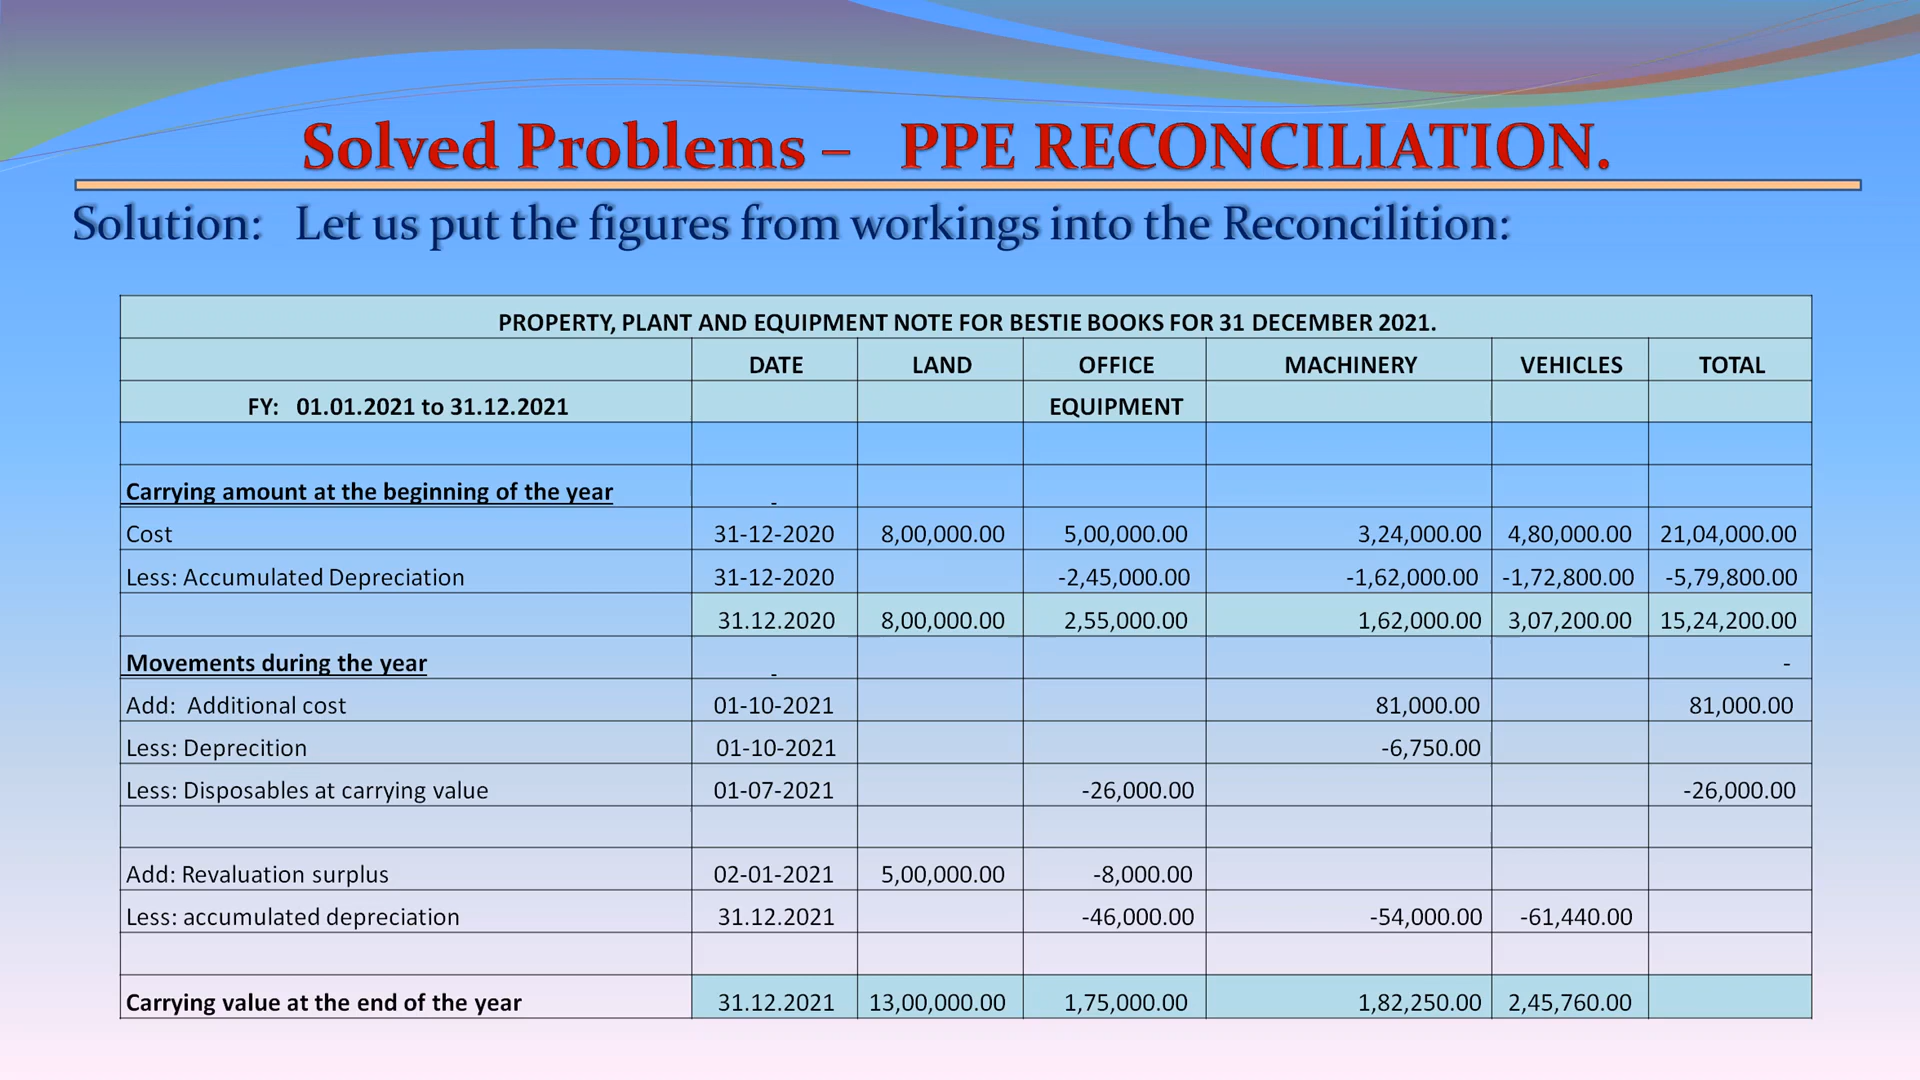 Solved Problems – PPE RECONCILIATION.
Solution: Let us put the figures from workings into the Reconcilition:
PROPERTY, PLANT AND EQUIPMENT NOTE FOR BESTIE BOOKS FOR 31 DECEMBER 2021.
DATE LAND OFFICE MACHINERY VEHICLES TOTAL
FY: 01.01.2021 to 31.12.2021 EQUIPMENT
Carrying amount at the beginning of the year -
Cost 31-12-2020 8,00,000.00 5,00,000.00 3,24,000.00 4,80,000.00 21,04,000.00
Less: Accumulated Depreciation 31-12-2020 -2,45,000.00 -1,62,000.00 -1,72,800.00 -5,79,800.00
31.12.2020 8,00,000.00 2,55,000.00 1,62,000.00 3,07,200.00 15,24,200.00
Movements during the year - -
Add: Additional cost 01-10-2021 81,000.00 81,000.00
Less: Deprecition 01-10-2021 -6,750.00
Less: Disposables at carrying value 01-07-2021 -26,000.00 -26,000.00
Add: Revaluation surplus 02-01-2021 5,00,000.00 -8,000.00
Less: accumulated depreciation 31.12.2021 -46,000.00 -54,000.00 -61,440.00
Carrying value at the end of the year 31.12.2021 13,00,000.00 1,75,000.00 1,82,250.00 2,45,760.00